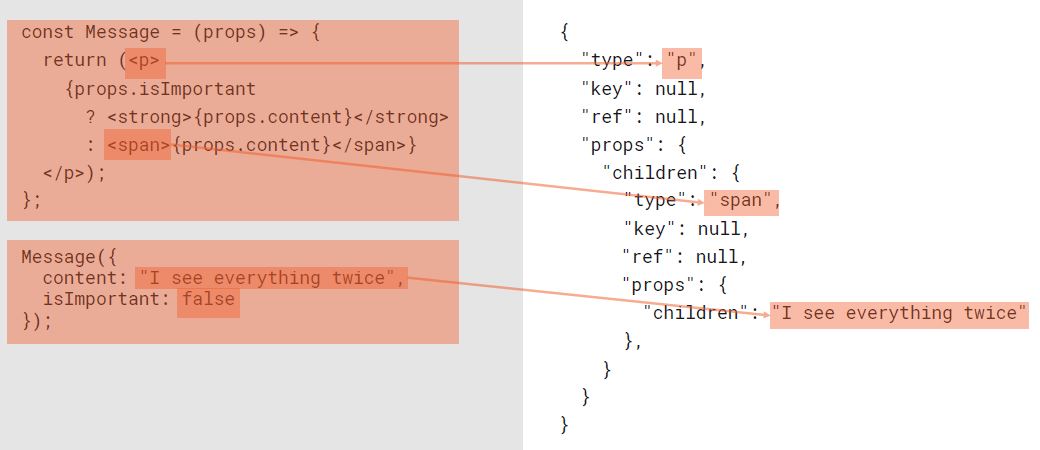 const Message = (props) => {
return (<p>
{props.isImportant
? <strong>{props.content}</strong>
: <span>{props.content}</span>}
</p>);
};
Message({
content: "I see everything twice",
isImportant: false
});
{
"type": "p",
"key": null,
"ref": null,
"props": {
"children": {
"type": "span",
"key": null,
"ref": null,
"props": {
"children": "I see everything twice"
},
}
}
}